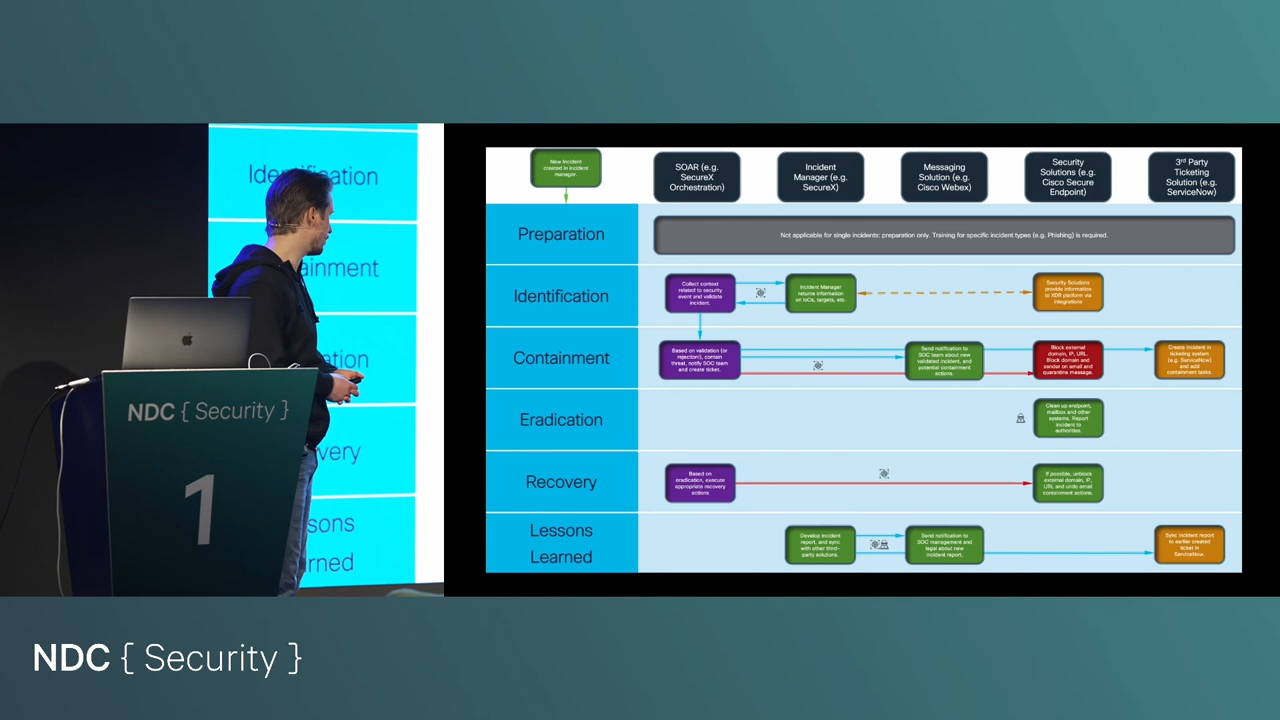 Identification
ainment
ation
very
sons
rned
NDC { Security }
1
New Incident
created in incident
manager.
SOAR (e.g.
SecureX
Orchestration)
Incident
Manager (e.g.
SecureX)
Messaging
Solution (e.g.
Cisco Webex)
Security
Solutions (e.g.
Cisco Secure
Endpoint)
3rd Party
Ticketing
Solution (e.g.
ServiceNow)
Preparation
Not applicable for single incidents: preparation only. Training for specific incident types (e.g. Phishing) is required.
Identification
Collect context
related to security
event and validate
incident.
Incident Manager
returns information
on IoCs, targets, etc.
Security Solutions
provide information
to XDR platform via
integrations
Containment
Based on validation (or
rejection!), contain
threat, notify SOC team
and create ticket.
Send notification to
SOC team about new
validated incident, and
potential containment
actions.
Block external
domain, IP, URL.
Block domain and
sender on email and
quarantine message.
Create incident in
ticketing system
(e.g. ServiceNow)
and add
containment tasks.
Eradication
Clean up endpoint,
mailbox and other
systems. Report
incident to
authorities.
Recovery
Based on
eradication, execute
appropriate recovery
actions
If possible, unblock
external domain, IP,
URL and undo email
containment actions.
Lessons
Learned
Develop incident
report, and sync
with other third-
party solutions.
Send notification to
SOC management and
legal about new
incident report.
Sync incident report
to earlier created
ticket in
ServiceNow.
NDC { Security }